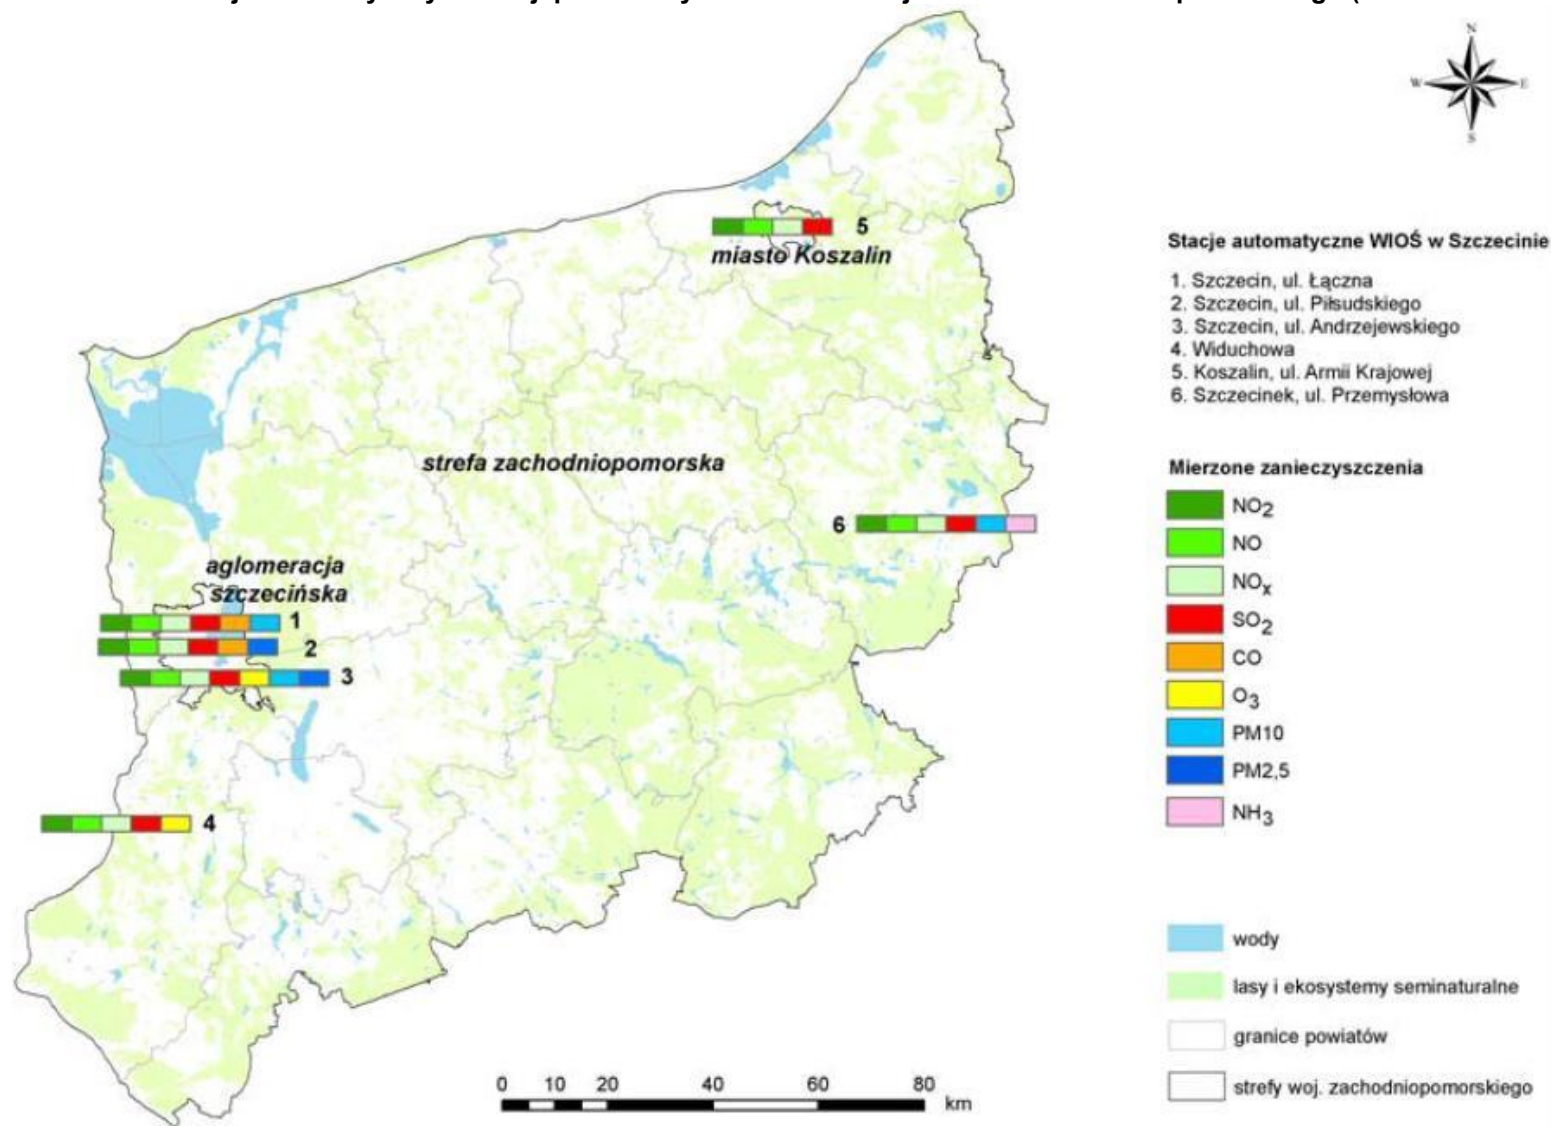 N
W E
S
5
miasto Koszalin
strefa zachodniopomorska
6
aglomeracja
szczecińska
1
2
3
4
0 10 20 40 60 80
km
Stacje automatyczne WIOŚ w Szczecinie
1. Szczecin, ul. Łączna
2. Szczecin, ul. Piłsudskiego
3. Szczecin, ul. Andrzejewskiego
4. Widuchowa
5. Koszalin, ul. Armii Krajowej
6. Szczecinek, ul. Przemysłowa
Mierzone zanieczyszczenia
NO2
NO
NOx
SO2
CO
O3
PM10
PM2,5
NH3
wody
lasy i ekosystemy seminaturalne
granice powiatów
strefy woj. zachodniopomorskiego